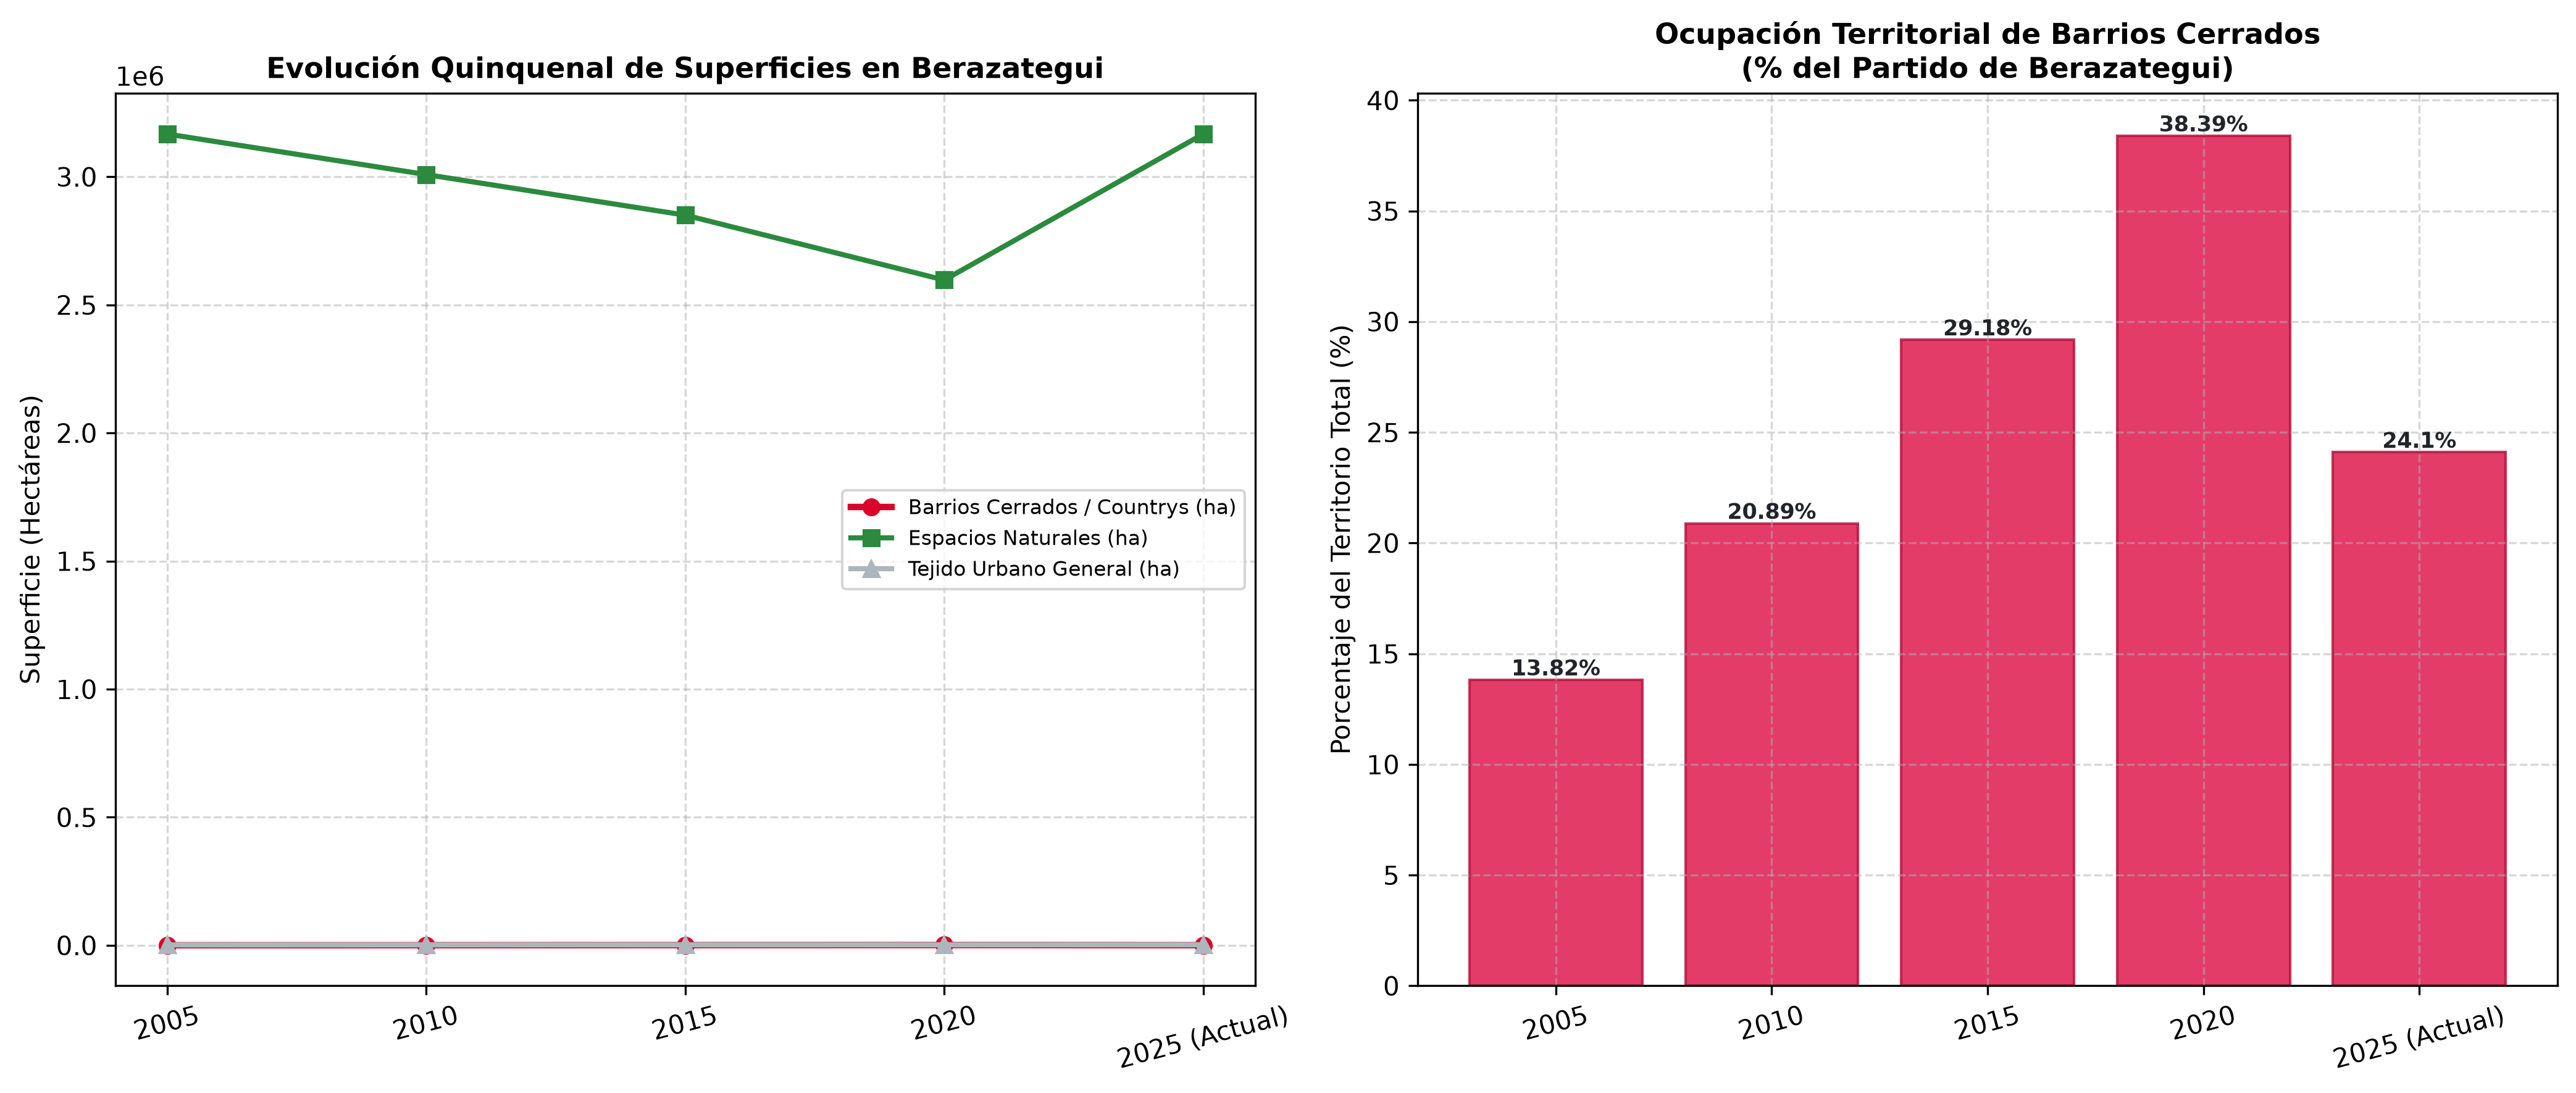 Evolución Quinquenal de Superficies en Berazategui
1e6
Superficie (Hectáreas)
3.0
2.5
2.0
1.5
1.0
0.5
0.0
Barrios Cerrados / Countrys (ha)
Espacios Naturales (ha)
Tejido Urbano General (ha)
2005
2010
2015
2020
2025 (Actual)
Ocupación Territorial de Barrios Cerrados
(% del Partido de Berazategui)
Porcentaje del Territorio Total (%)
40
35
30
25
20
15
10
5
0
13.82%
20.89%
29.18%
38.39%
24.1%
2005
2010
2015
2020
2025 (Actual)